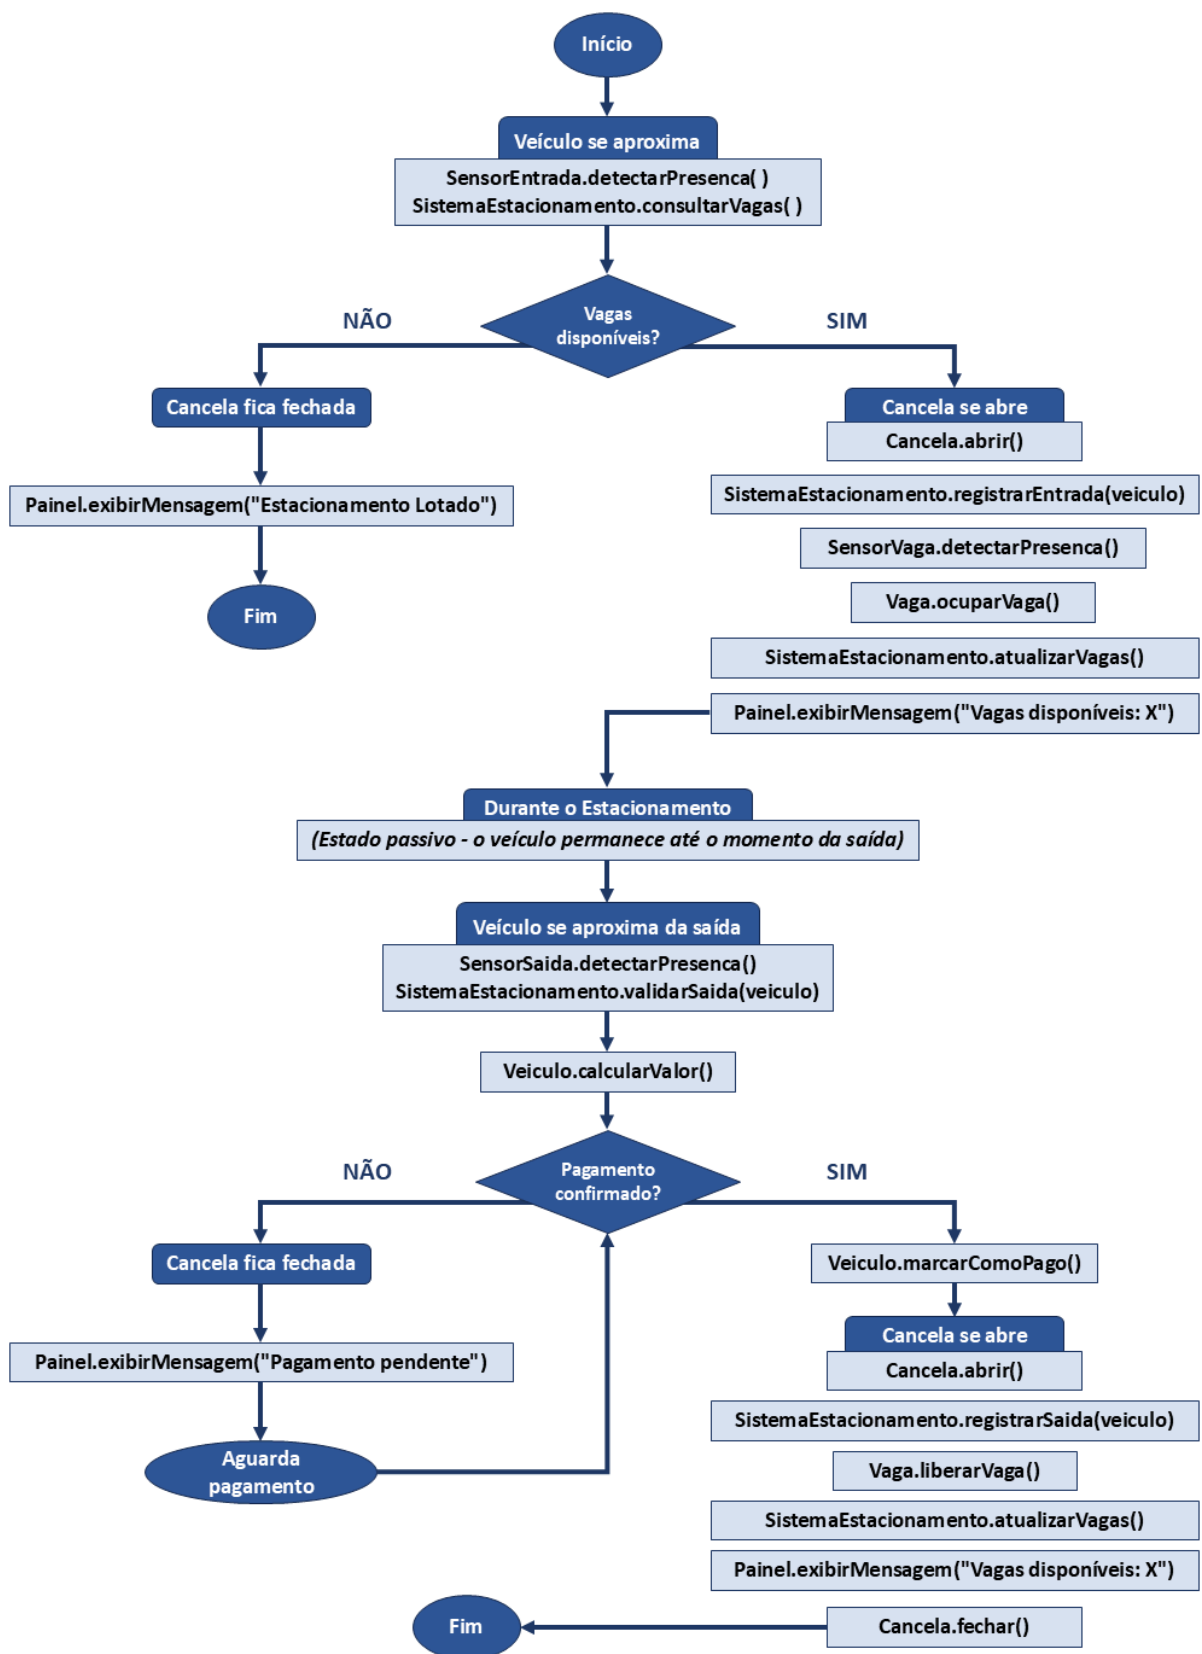 Início
Veículo se aproxima
SensorEntrada.detectarPresenca( )
SistemaEstacionamento.consultarVagas( )
Vagas
disponíveis?
NÃO
SIM
Cancela fica fechada
Painel.exibirMensagem("Estacionamento Lotado")
Fim
Cancela se abre
Cancela.abrir()
SistemaEstacionamento.registrarEntrada(veiculo)
SensorVaga.detectarPresenca()
Vaga.ocuparVaga()
SistemaEstacionamento.atualizarVagas()
Painel.exibirMensagem("Vagas disponíveis: X")
Durante o Estacionamento
(Estado passivo - o veículo permanece até o momento da saída)
Veículo se aproxima da saída
SensorSaida.detectarPresenca()
SistemaEstacionamento.validarSaida(veiculo)
Veiculo.calcularValor()
Pagamento
confirmado?
NÃO
SIM
Cancela fica fechada
Painel.exibirMensagem("Pagamento pendente")
Aguarda
pagamento
Veiculo.marcarComoPago()
Cancela se abre
Cancela.abrir()
SistemaEstacionamento.registrarSaida(veiculo)
Vaga.liberarVaga()
SistemaEstacionamento.atualizarVagas()
Painel.exibirMensagem("Vagas disponíveis: X")
Cancela.fechar()
Fim